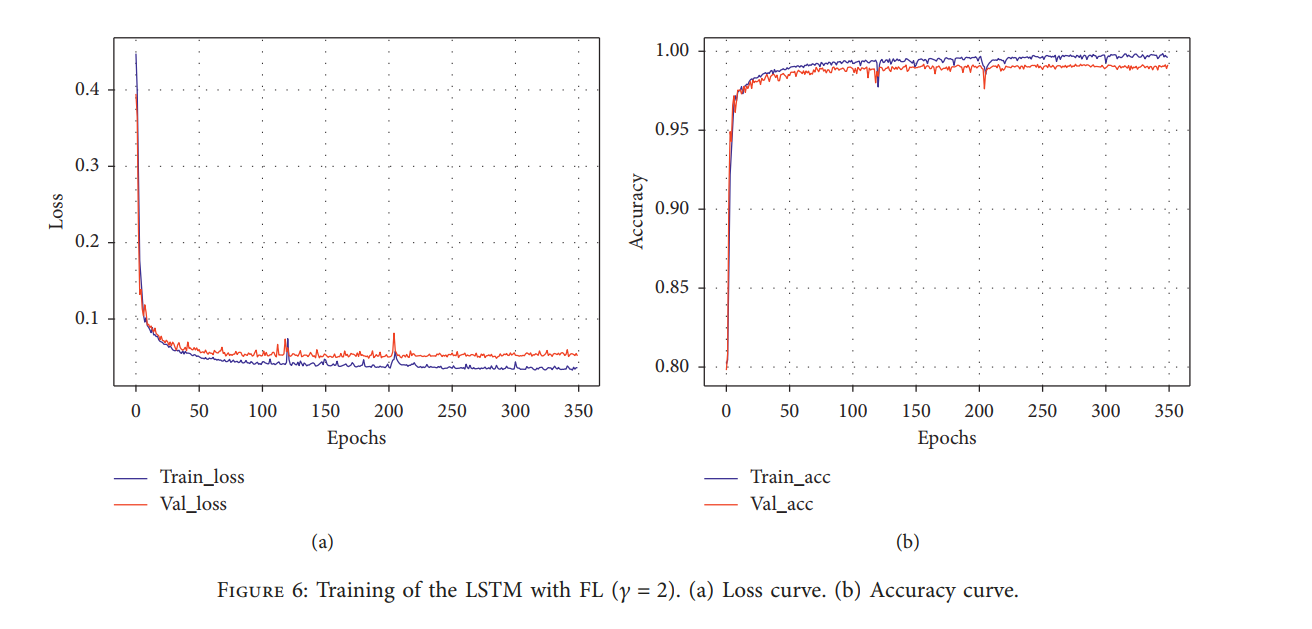 0.4
0.3
0.2
0.1
Loss
0 50 100 150 200 250 300 350
Epochs
Train_loss
Val_loss
(a)
1.00
0.95
0.90
0.85
0.80
Accuracy
0 50 100 150 200 250 300 350
Epochs
Train_acc
Val_acc
(b)
Figure 6: Training of the LSTM with FL (γ = 2). (a) Loss curve. (b) Accuracy curve.